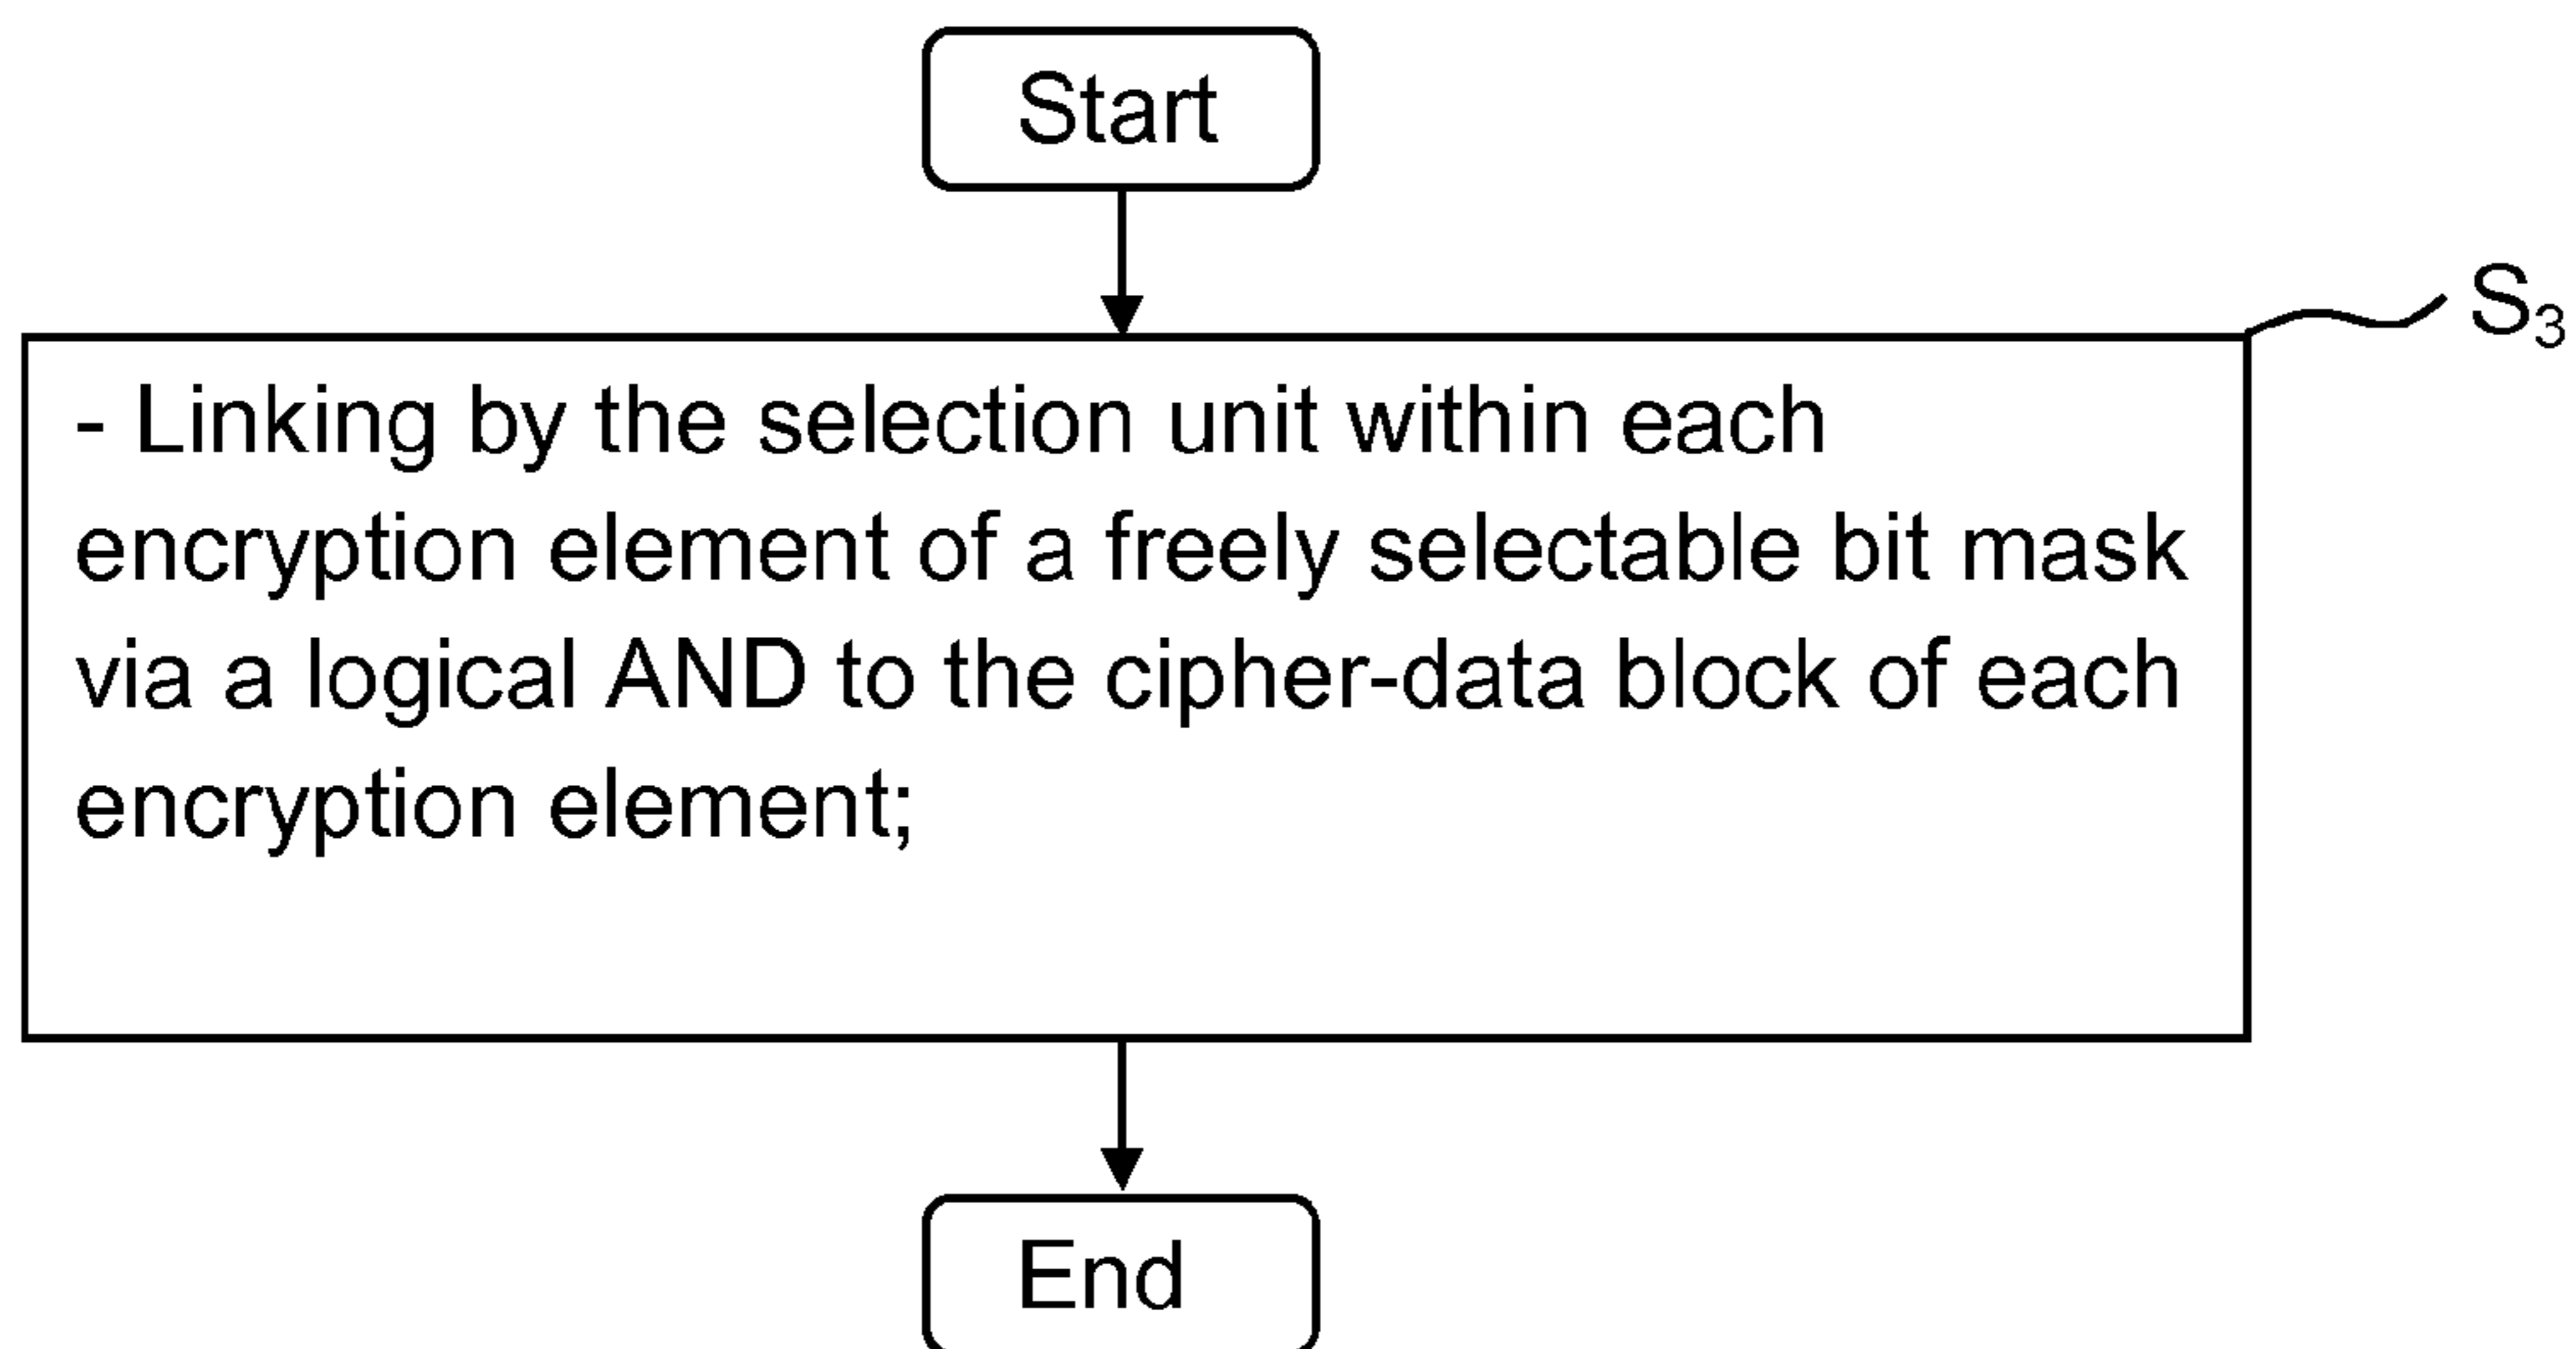 Start
S₃
- Linking by the selection unit within each
encryption element of a freely selectable bit mask
via a logical AND to the cipher-data block of each
encryption element;
End